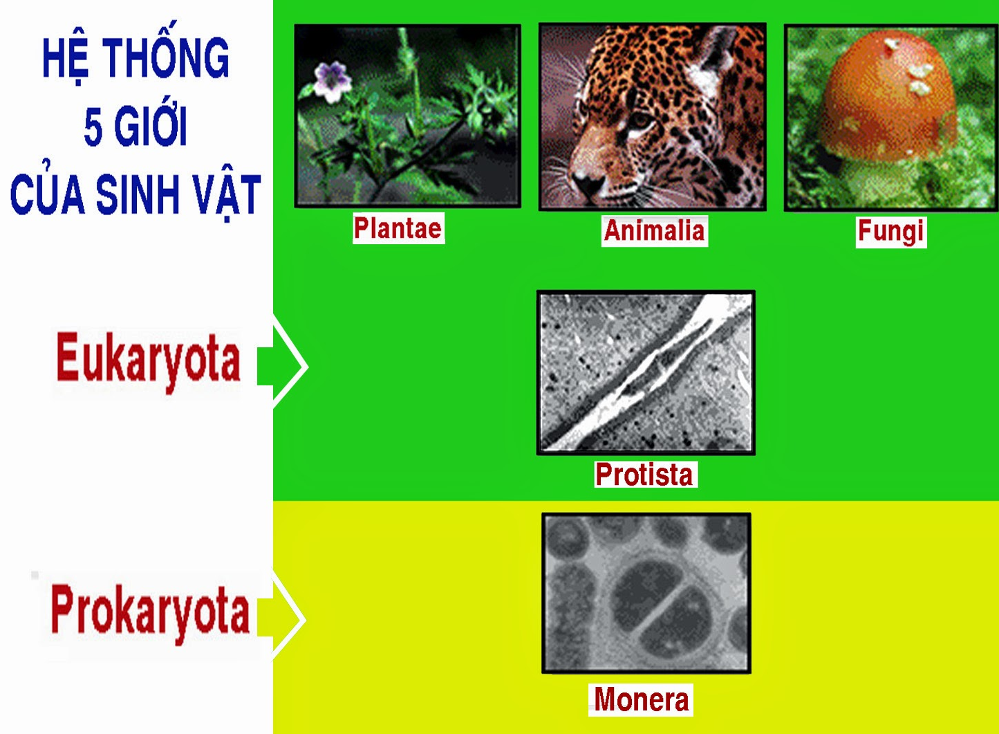 HỆ THỐNG
5 GIỚI
CỦA SINH VẬT
Plantae
Animalia
Fungi
Eukaryota
Protista
Prokaryota
Monera